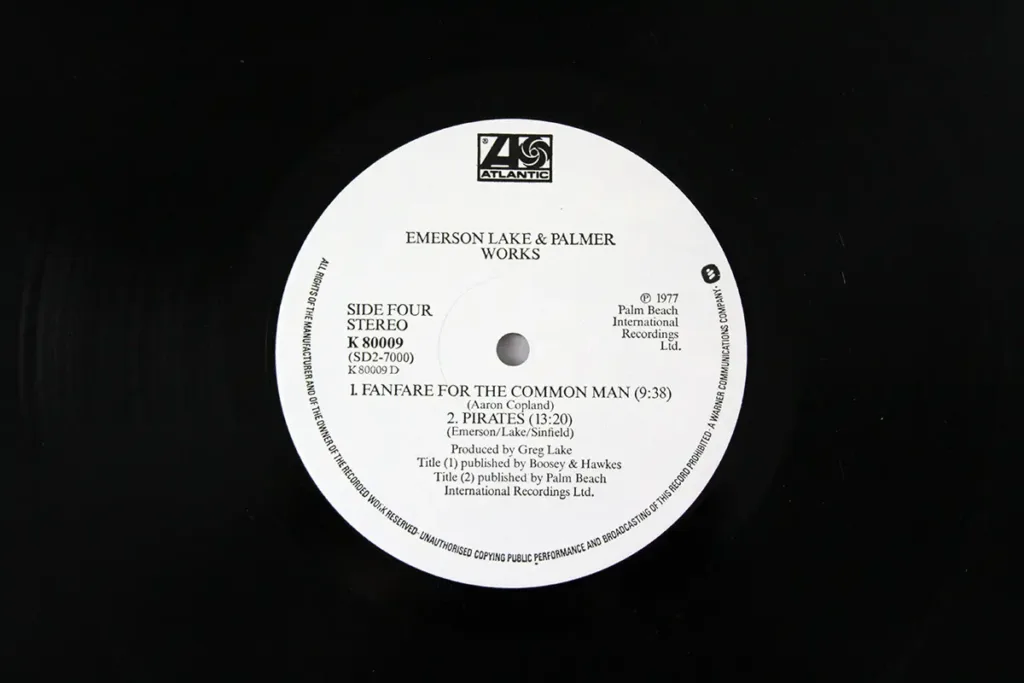 ®
ATLANTIC
EMERSON LAKE & PALMER
WORKS
SIDE FOUR
STEREO
K 80009
(SD2-7000)
K 80009 D
℗ 1977
Palm Beach
International
Recordings
Ltd.
1. FANFARE FOR THE COMMON MAN (9:38)
(Aaron Copland)
2. PIRATES (13:20)
(Emerson/Lake/Sinfield)
Produced by Greg Lake
Title (1) published by Boosey & Hawkes
Title (2) published by Palm Beach
International Recordings Ltd.
ALL RIGHTS OF THE MANUFACTURER AND OF THE OWNER OF THE RECORDED WORK RESERVED · UNAUTHORISED COPYING PUBLIC PERFORMANCE AND BROADCASTING OF THIS RECORD PROHIBITED · A WARNER COMMUNICATIONS COMPANY ·